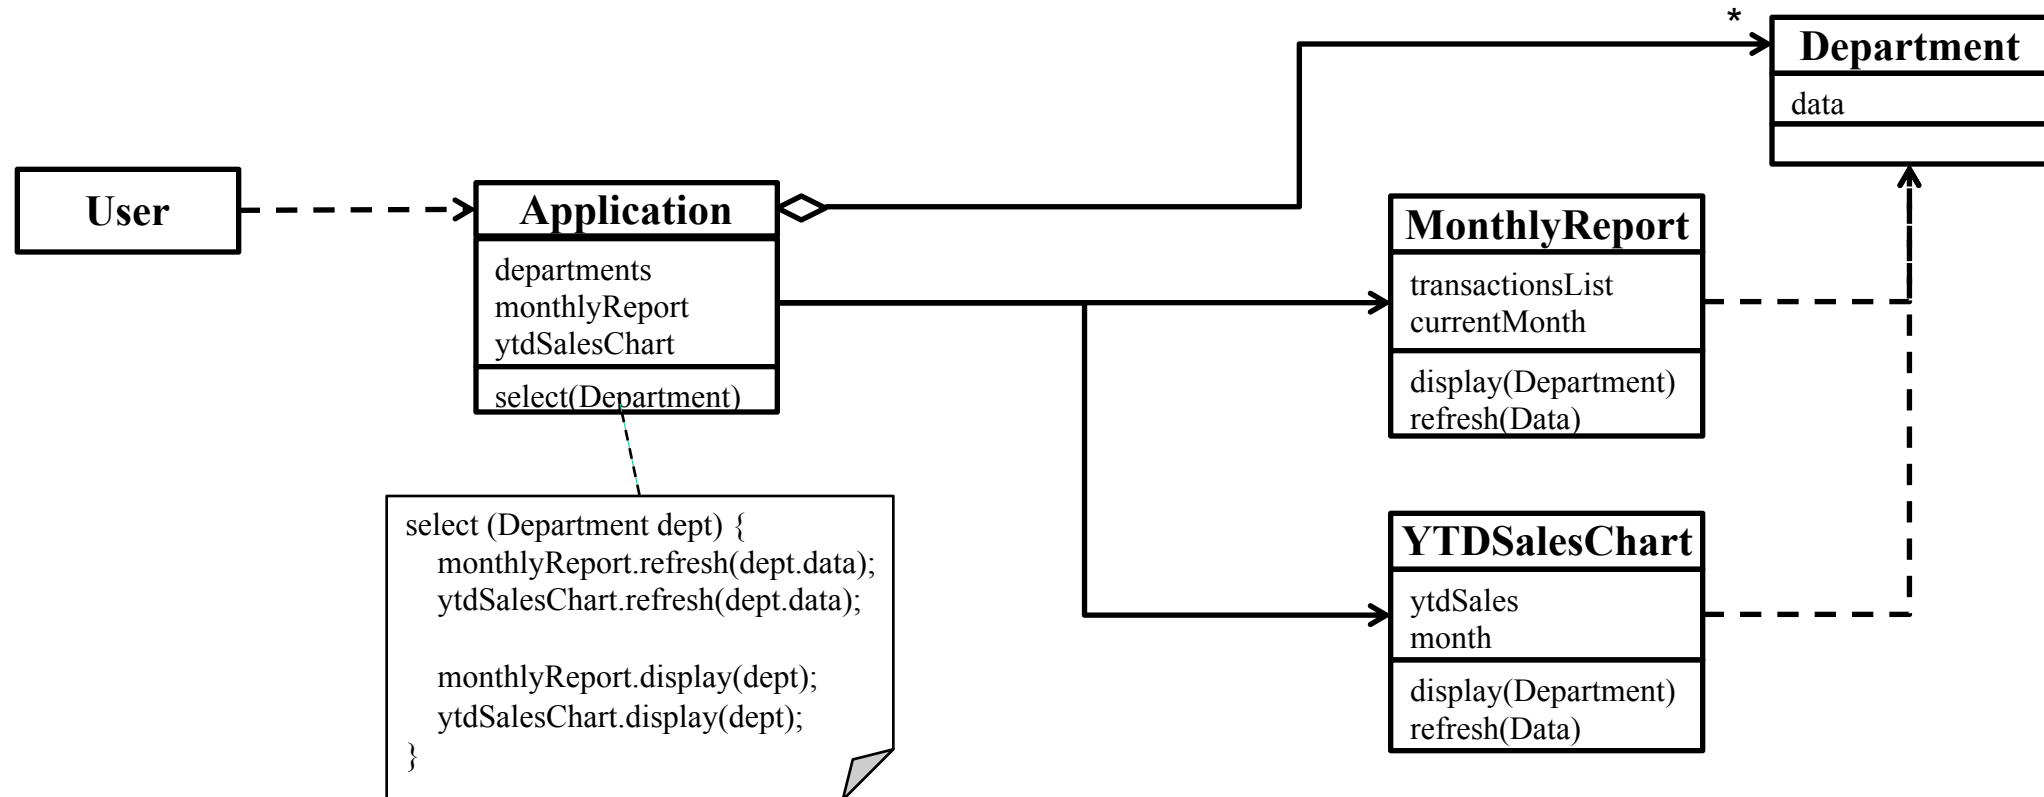 *
Department
data
User
Application
departments
monthlyReport
ytdSalesChart
select(Department)
MonthlyReport
transactionsList
currentMonth
display(Department)
refresh(Data)
select (Department dept) {
monthlyReport.refresh(dept.data);
ytdSalesChart.refresh(dept.data);
monthlyReport.display(dept);
ytdSalesChart.display(dept);
}
YTDSalesChart
ytdSales
month
display(Department)
refresh(Data)